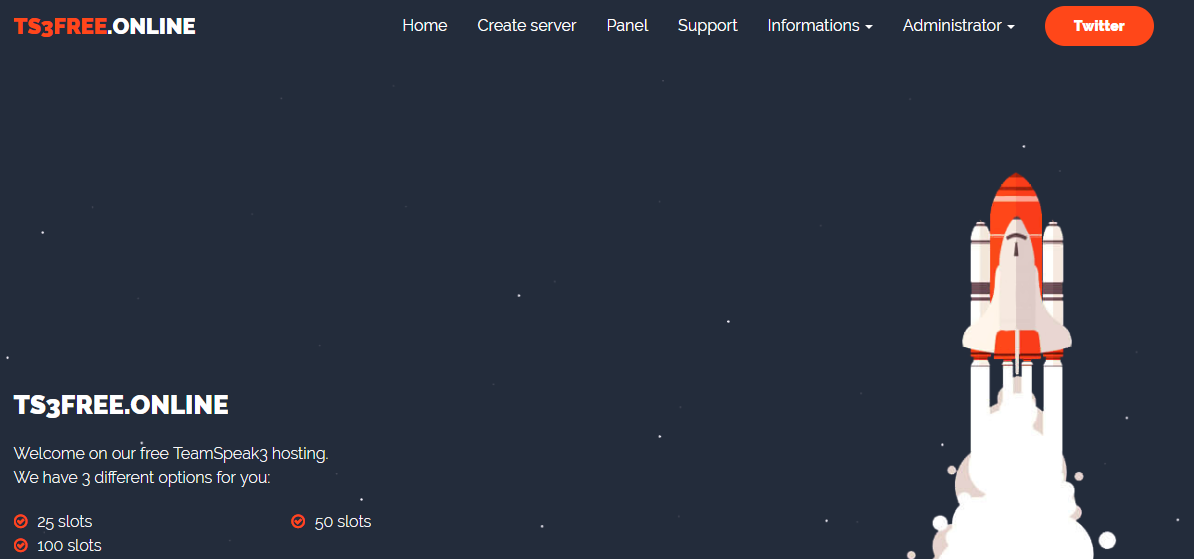 TS3FREE.ONLINE Home Create server Panel Support Informations Administrator Twitter
TS3FREE.ONLINE
Welcome on our free TeamSpeak3 hosting.
We have 3 different options for you:
25 slots 50 slots
100 slots